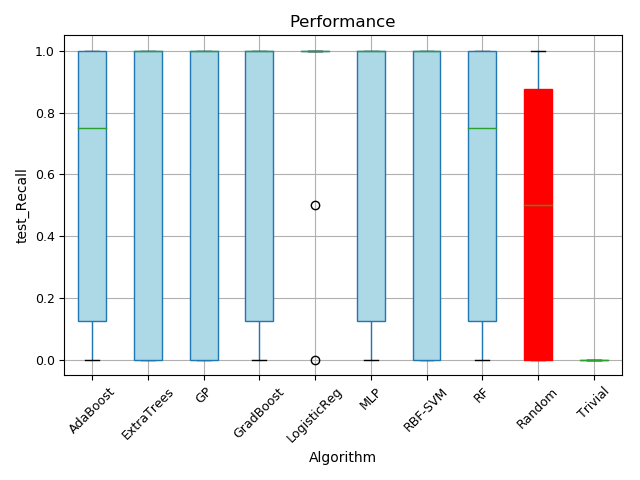 Performance
test_Recall
1.0
0.8
0.6
0.4
0.2
0.0
AdaBoost
ExtraTrees
GP
GradBoost
LogisticReg
MLP
RBF-SVM
RF
Random
Trivial
Algorithm